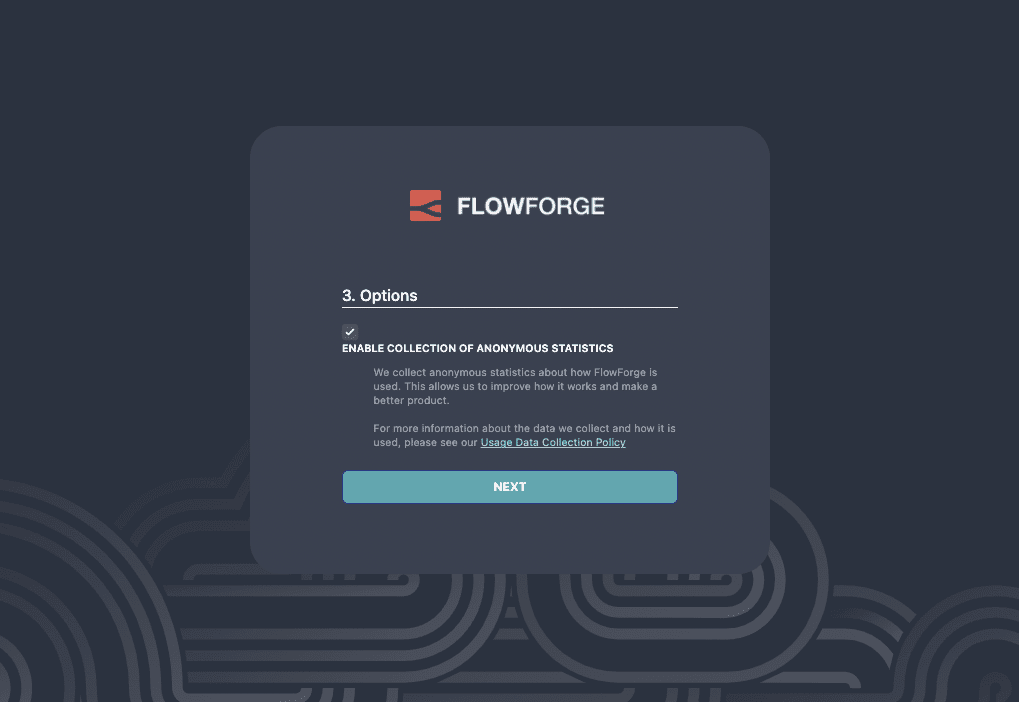 FLOWFORGE
3. Options
ENABLE COLLECTION OF ANONYMOUS STATISTICS
We collect anonymous statistics about how FlowForge is
used. This allows us to improve how it works and make a
better product.
For more information about the data we collect and how it is
used, please see our Usage Data Collection Policy
NEXT